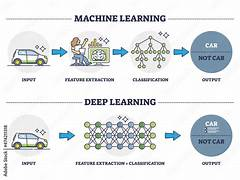 MACHINE LEARNING
CAR
NOT CAR
INPUT
FEATURE EXTRACTION
CLASSIFICATION
OUTPUT
DEEP LEARNING
CAR
NOT CAR
INPUT
FEATURE EXTRACTION + CLASSIFICATION
OUTPUT